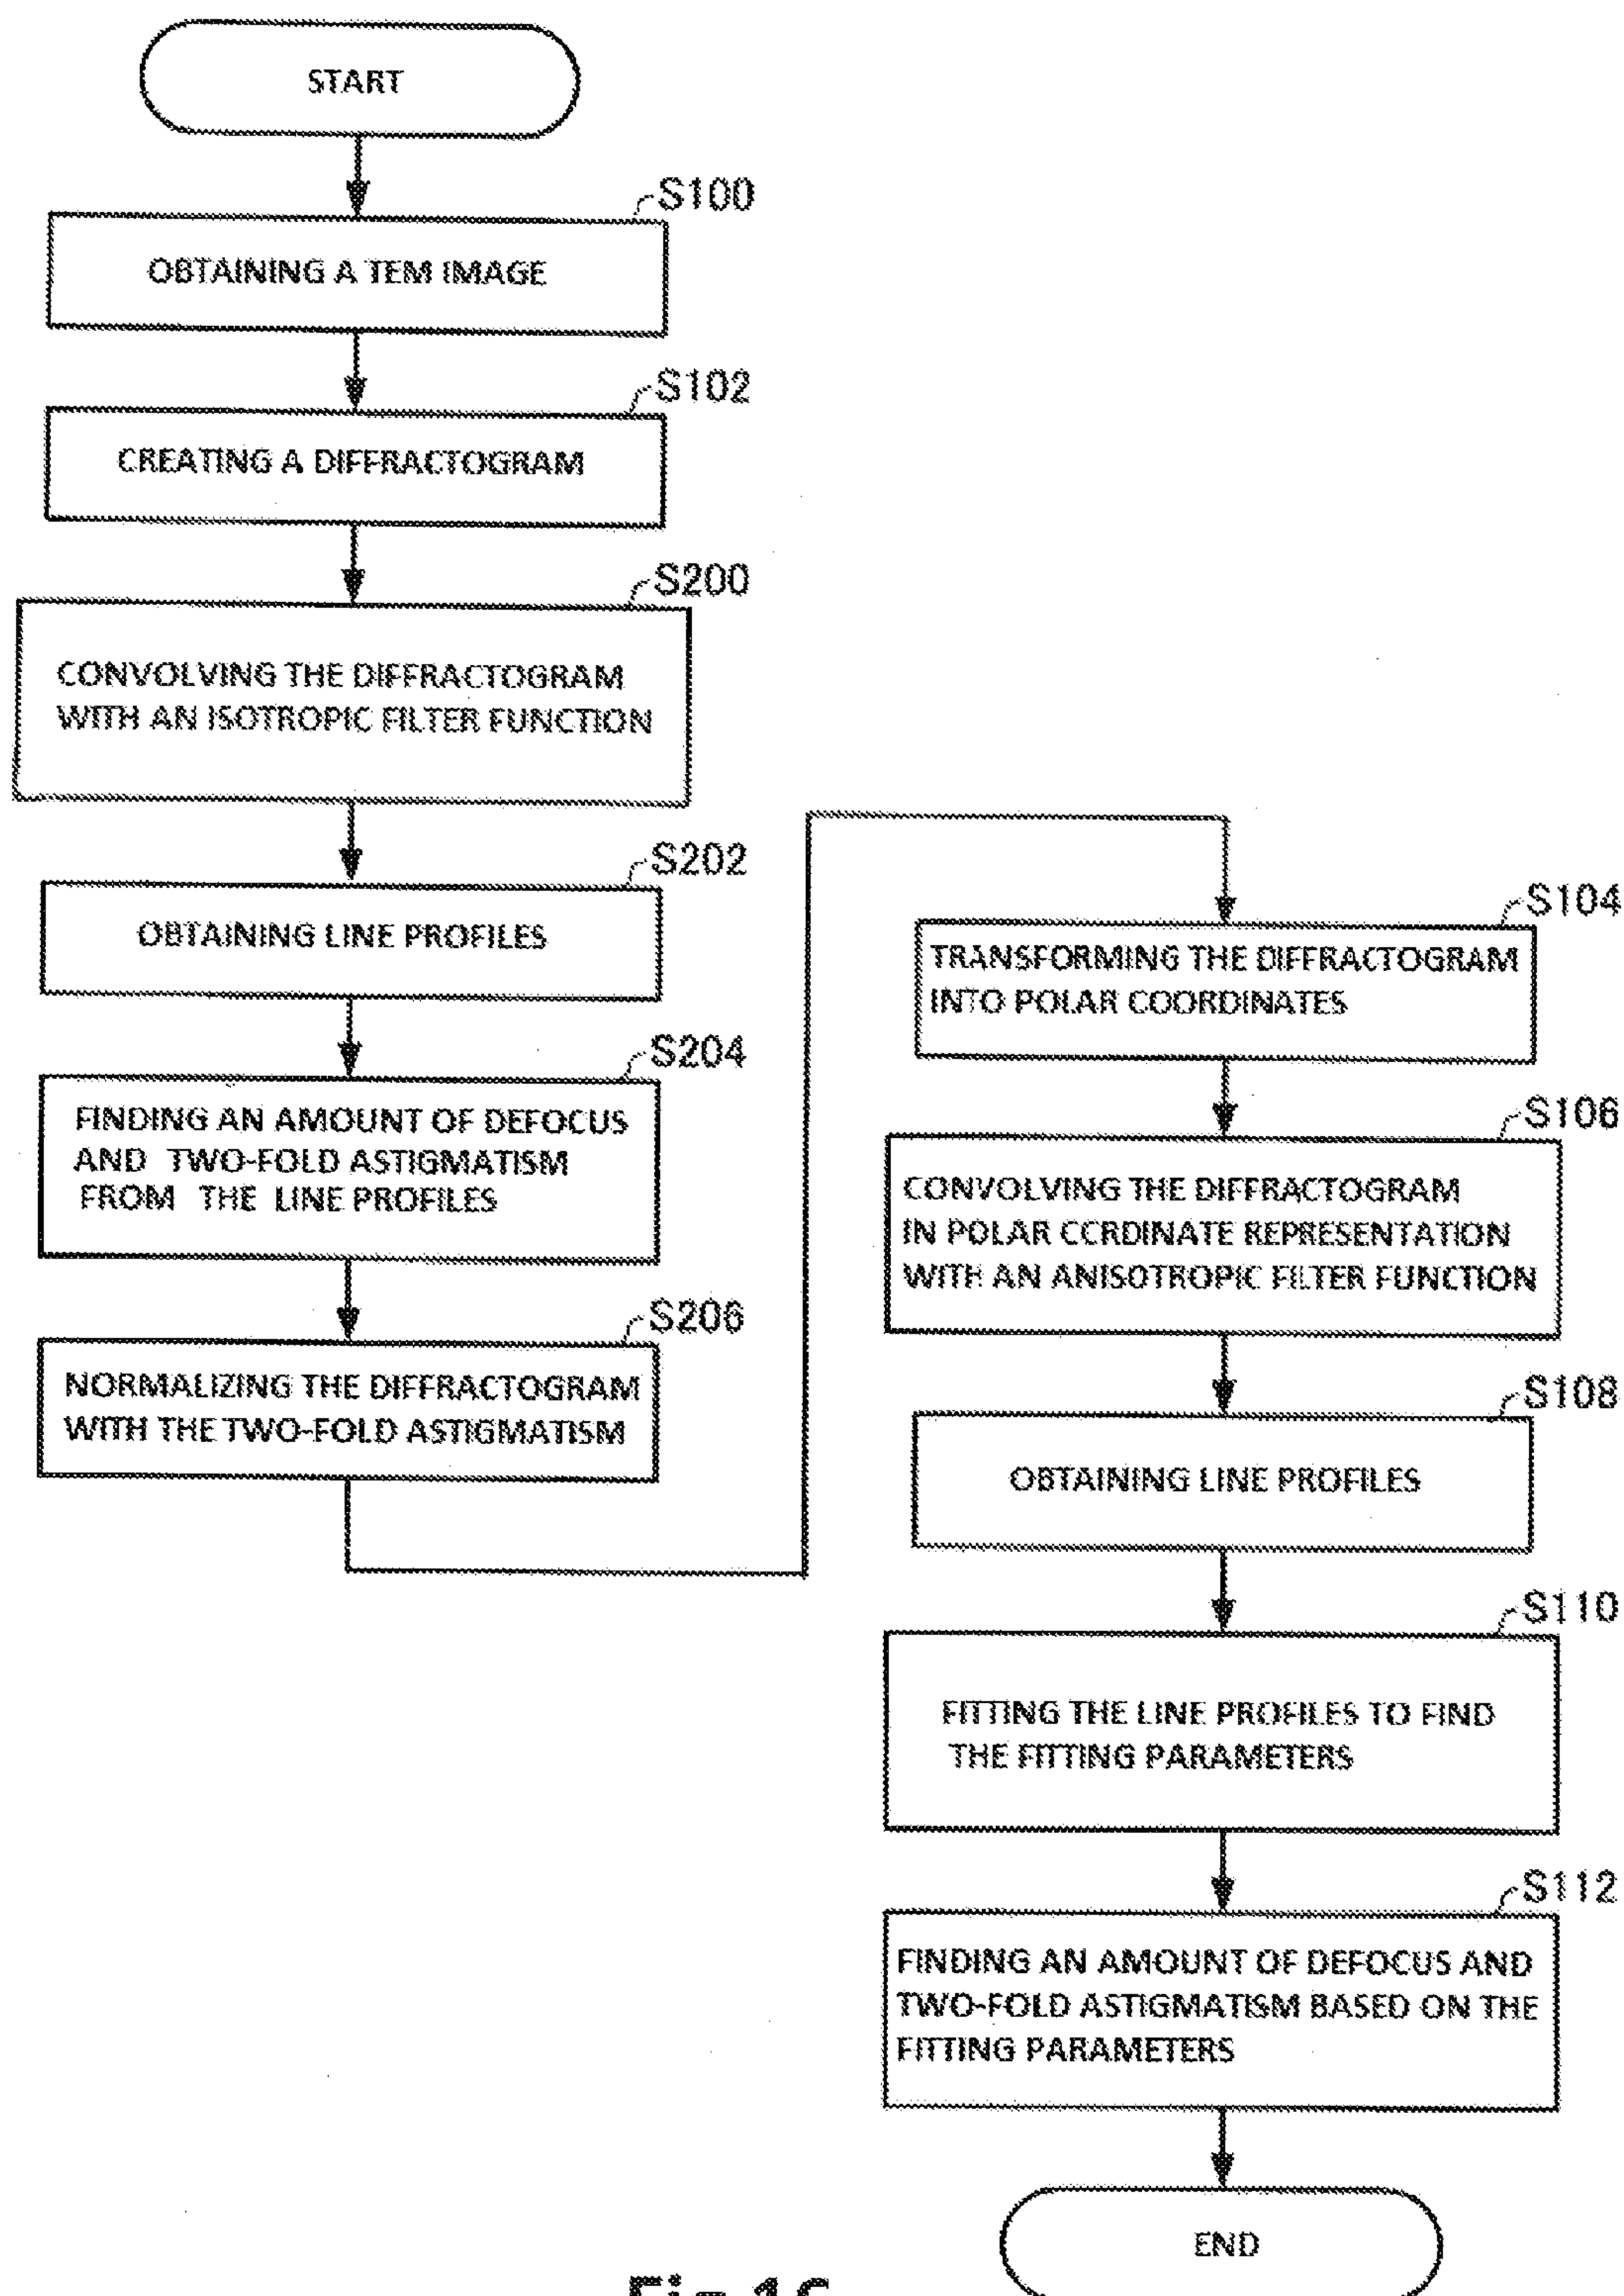 START
S100
OBTAINING A TEM IMAGE
S102
CREATING A DIFFRACTOGRAM
S200
CONVOLVING THE DIFFRACTOGRAM
WITH AN ISOTROPIC FILTER FUNCTION
S202
OBTAINING LINE PROFILES
S204
FINDING AN AMOUNT OF DEFOCUS
AND TWO-FOLD ASTIGMATISM
FROM THE LINE PROFILES
S206
NORMALIZING THE DIFFRACTOGRAM
WITH THE TWO-FOLD ASTIGMATISM
S104
TRANSFORMING THE DIFFRACTOGRAM
INTO POLAR COORDINATES
S106
CONVOLVING THE DIFFRACTOGRAM
IN POLAR CCRDINATE REPRESENTATION
WITH AN ANISOTROPIC FILTER FUNCTION
S108
OBTAINING LINE PROFILES
S110
FITTING THE LINE PROFILES TO FIND
THE FITTING PARAMETERS
S112
FINDING AN AMOUNT OF DEFOCUS AND
TWO-FOLD ASTIGMATISM BASED ON THE
FITTING PARAMETERS
END